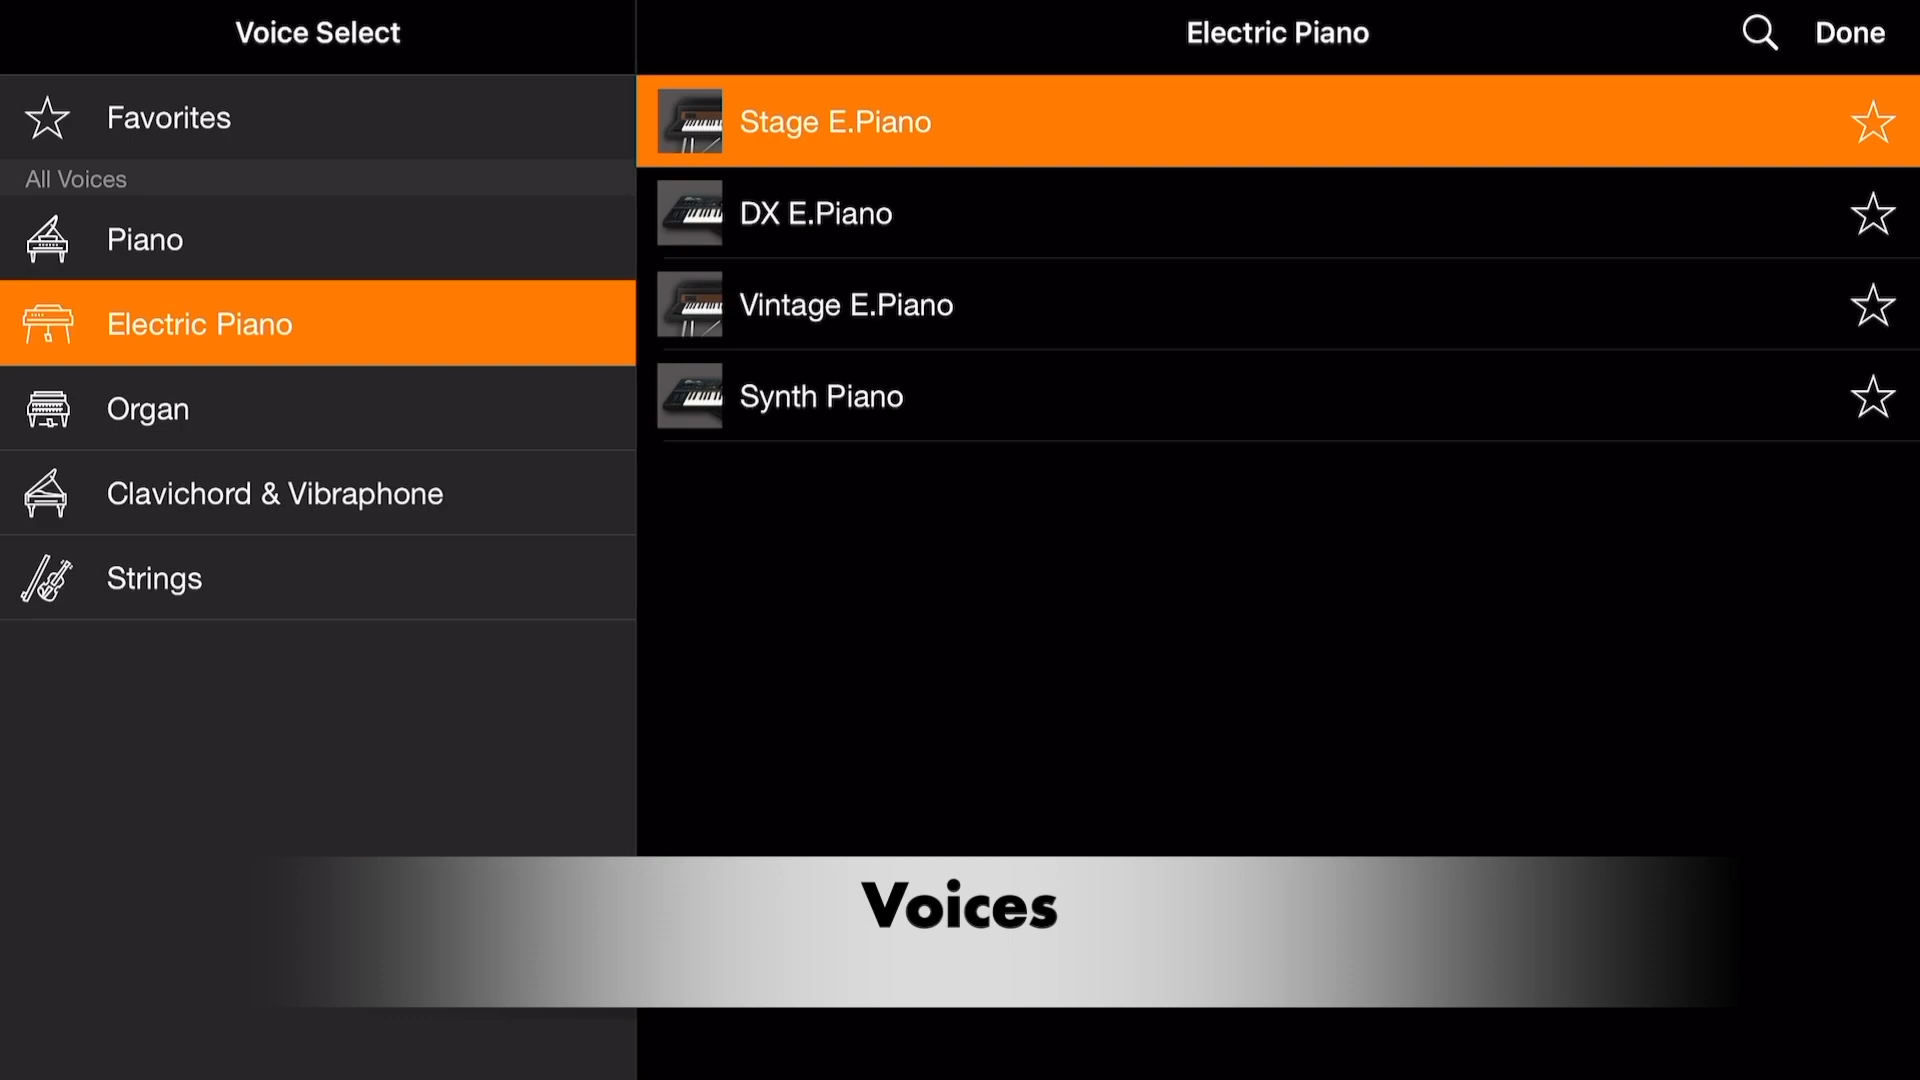 Voice Select
Electric Piano
Done
Favorites
All Voices
Piano
Electric Piano
Organ
Clavichord & Vibraphone
Strings
Stage E.Piano
DX E.Piano
Vintage E.Piano
Synth Piano
Voices